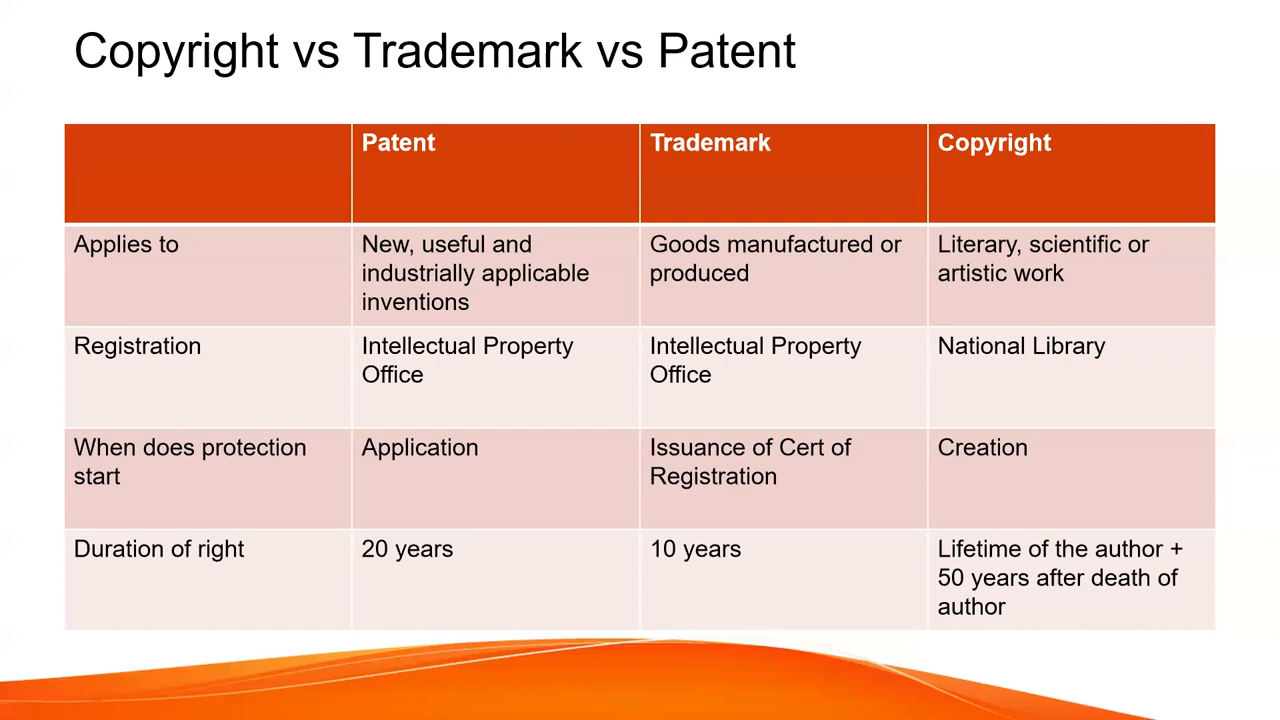 Copyright vs Trademark vs Patent
Patent
Trademark
Copyright
Applies to
New, useful and
industrially applicable
inventions
Goods manufactured or
produced
Literary, scientific or
artistic work
Registration
Intellectual Property
Office
Intellectual Property
Office
National Library
When does protection
start
Application
Issuance of Cert of
Registration
Creation
Duration of right
20 years
10 years
Lifetime of the author +
50 years after death of
author